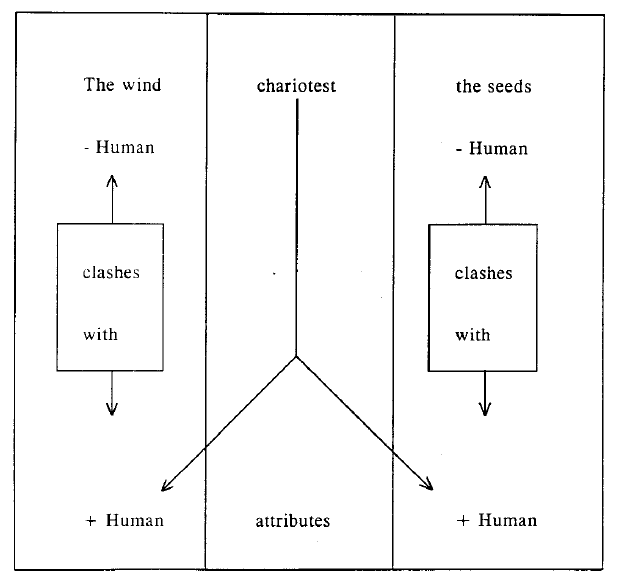 The wind chariotest the seeds
- Human - Human
clashes clashes
with with
+ Human attributes + Human